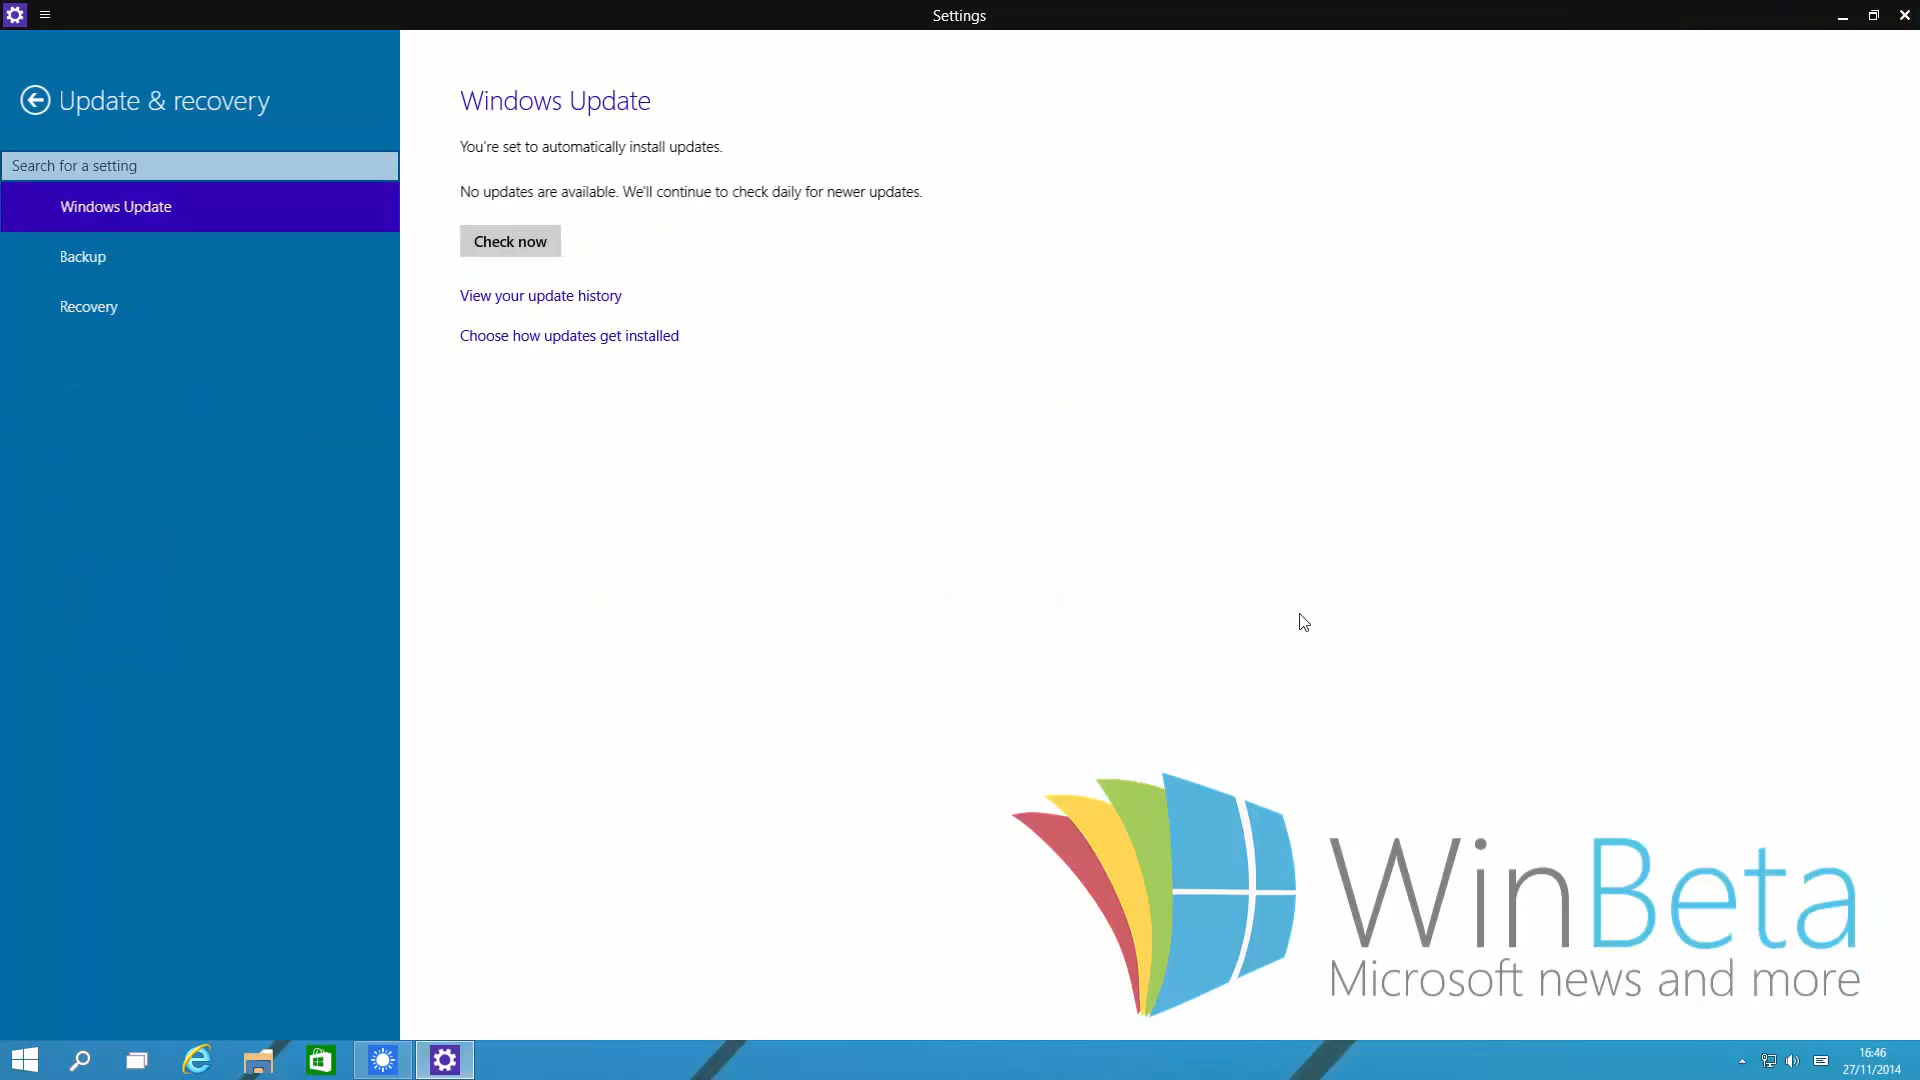 Settings
Update & recovery
Search for a setting
Windows Update
Backup
Recovery
Windows Update
You're set to automatically install updates.
No updates are available. We'll continue to check daily for newer updates.
Check now
View your update history
Choose how updates get installed
WinBeta
Microsoft news and more
16:46
27/11/2014